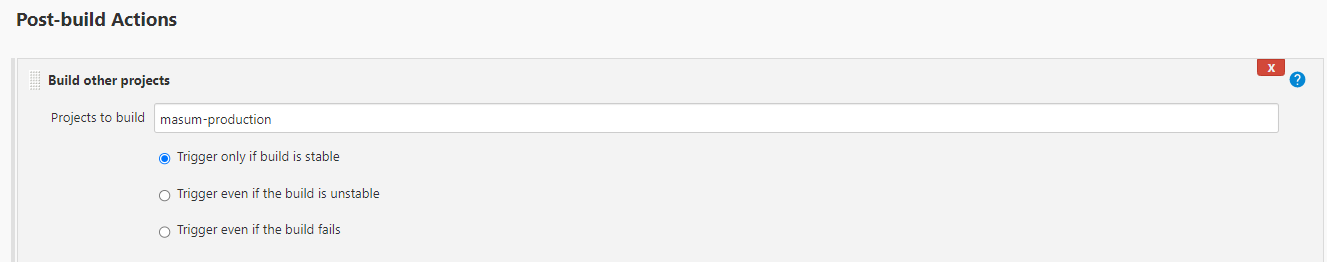 Post-build Actions
X
?
Build other projects
Projects to build masum-production
Trigger only if build is stable
Trigger even if the build is unstable
Trigger even if the build fails